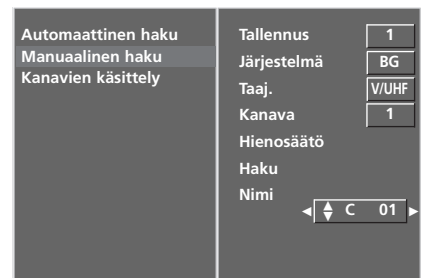 Automaattinen haku
Manuaalinen haku
Kanavien käsittely
Tallennus 1
Järjestelmä BG
Taaj. V/UHF
Kanava 1
Hienosäätö
Haku
Nimi
C 01